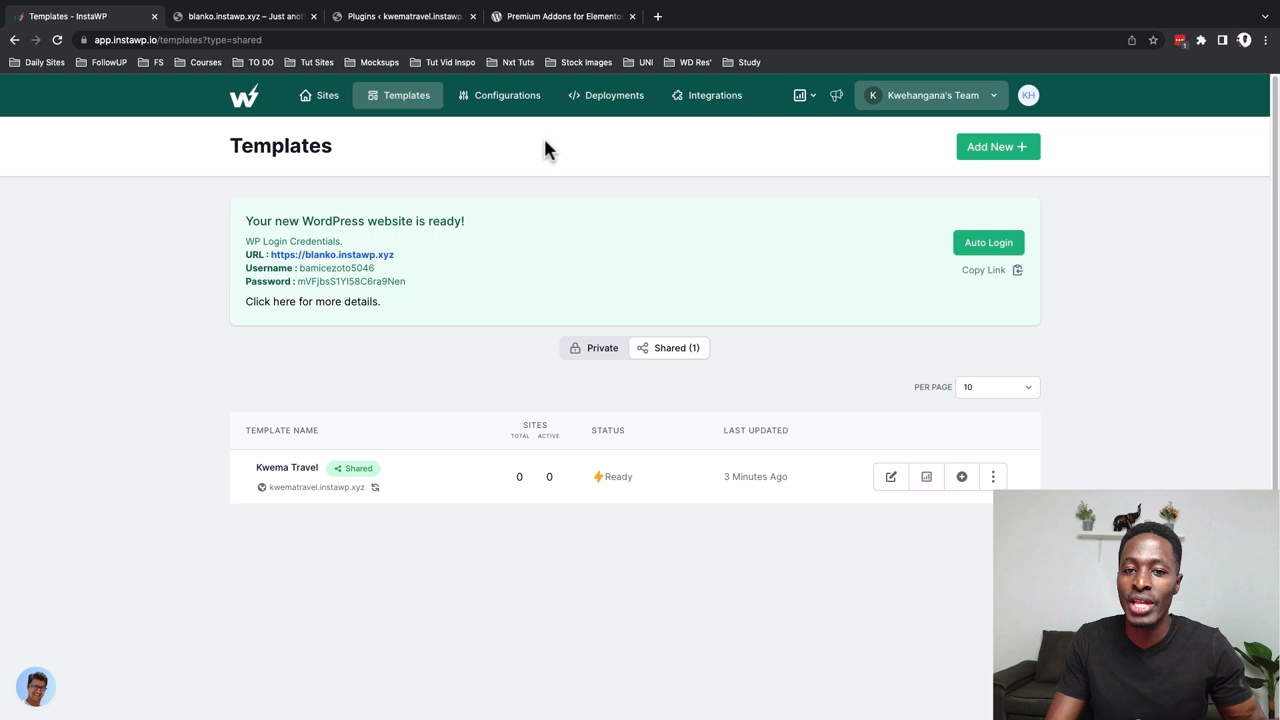 Templates - InstaWP
blanko.instawp.xyz – Just anot
Plugins ‹ kwematravel.instawp
Premium Addons for Elemento
app.instawp.io/templates?type=shared
Daily Sites
FollowUP
FS
Courses
TO DO
Tut Sites
Mocksups
Tut Vid Inspo
Nxt Tuts
Stock Images
UNI
WD Res'
Study
Sites
Templates
Configurations
Deployments
Integrations
K
Kwehangana's Team
KH
Templates
Add New +
Your new WordPress website is ready!
WP Login Credentials.
URL : https://blanko.instawp.xyz
Username : bamicezoto5046
Password : mVFjbsS1YI58C6ra9Nen
Click here for more details.
Auto Login
Copy Link
Private
Shared (1)
PER PAGE
10
TEMPLATE NAME
SITES
TOTAL
ACTIVE
STATUS
LAST UPDATED
Kwema Travel
Shared
kwematravel.instawp.xyz
0
0
Ready
3 Minutes Ago